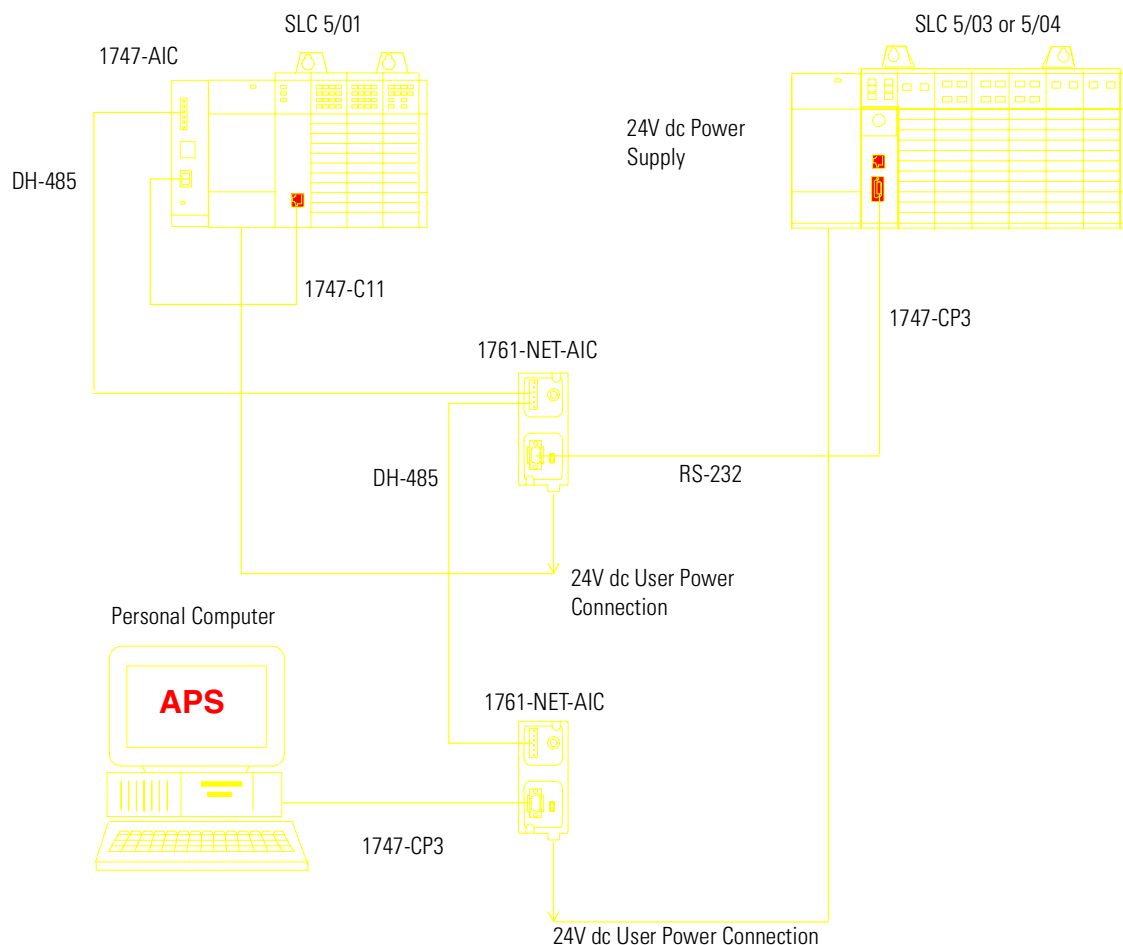 SLC 5/01
SLC 5/03 or 5/04
1747-AIC
24V dc Power
Supply
DH-485
1747-C11
1747-CP3
1761-NET-AIC
DH-485
RS-232
24V dc User Power
Connection
Personal Computer
APS
1761-NET-AIC
1747-CP3
24V dc User Power Connection